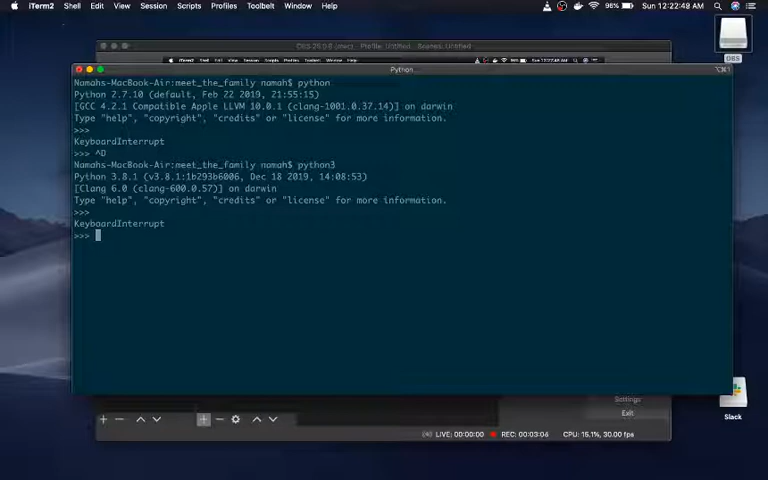 iTerm2 Shell Edit View Session Scripts Profiles Toolbelt Window Help 96% Sun 12:22:49 AM
OBS
Python
Namahs-MacBook-Air:meet_the_family namah$ python
Python 2.7.10 (default, Feb 22 2019, 21:55:15)
[GCC 4.2.1 Compatible Apple LLVM 10.0.1 (clang-1001.0.37.14)] on darwin
Type "help", "copyright", "credits" or "license" for more information.
>>>
KeyboardInterrupt
>>> ^D
Namahs-MacBook-Air:meet_the_family namah$ python3
Python 3.8.1 (v3.8.1:1b293b6006, Dec 18 2019, 14:08:53)
[Clang 6.0 (clang-600.0.57)] on darwin
Type "help", "copyright", "credits" or "license" for more information.
>>>
KeyboardInterrupt
>>>
Settings
Exit
Slack
LIVE: 00:00:00 REC: 00:03:04 CPU: 15.1%, 30.00 fps